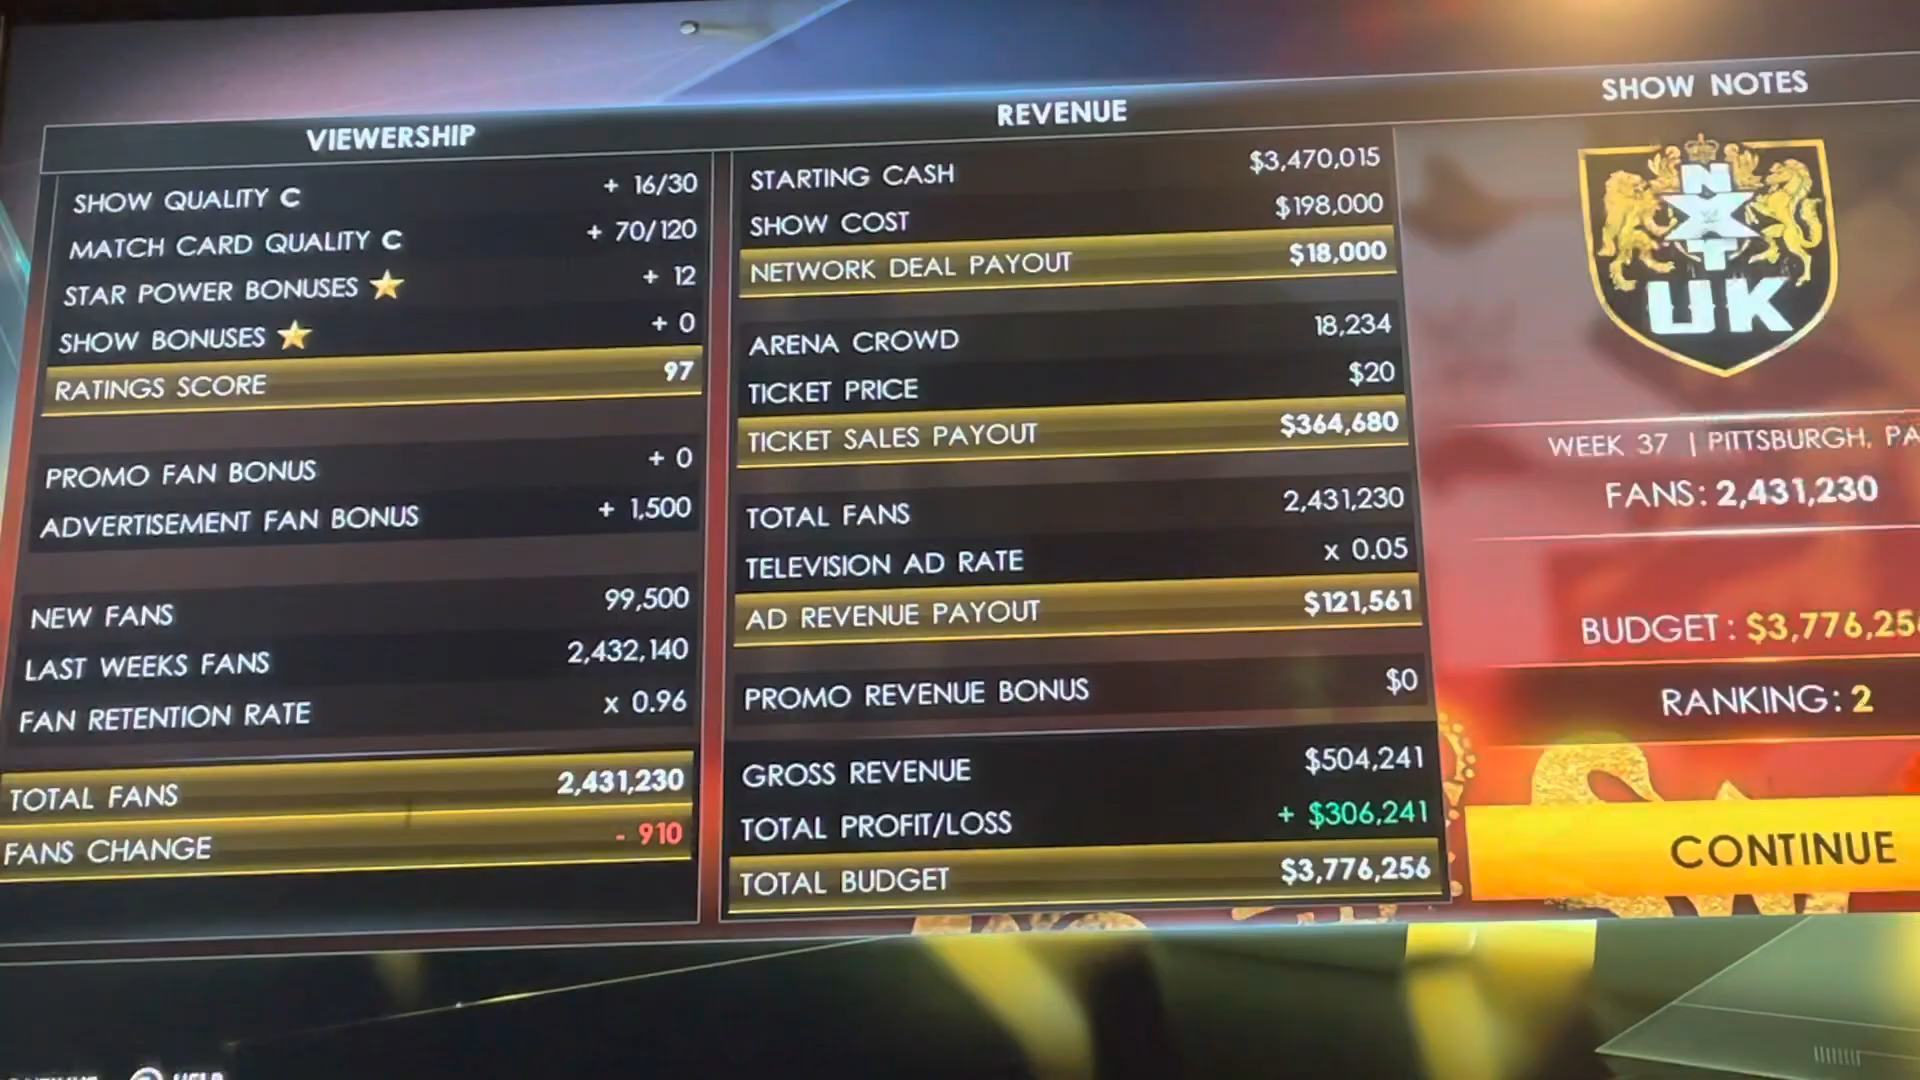 VIEWERSHIP
SHOW QUALITY C + 16/30
MATCH CARD QUALITY C + 70/120
STAR POWER BONUSES + 12
SHOW BONUSES + 0
RATINGS SCORE 97
PROMO FAN BONUS + 0
ADVERTISEMENT FAN BONUS + 1,500
NEW FANS 99,500
LAST WEEKS FANS 2,432,140
FAN RETENTION RATE x 0.96
TOTAL FANS 2,431,230
FANS CHANGE - 910
REVENUE
STARTING CASH $3,470,015
SHOW COST $198,000
NETWORK DEAL PAYOUT $18,000
ARENA CROWD 18,234
TICKET PRICE $20
TICKET SALES PAYOUT $364,680
TOTAL FANS 2,431,230
TELEVISION AD RATE x 0.05
AD REVENUE PAYOUT $121,561
PROMO REVENUE BONUS $0
GROSS REVENUE $504,241
TOTAL PROFIT/LOSS + $306,241
TOTAL BUDGET $3,776,256
SHOW NOTES
NXT
UK
WEEK 37 | PITTSBURGH, PA
FANS: 2,431,230
BUDGET: $3,776,25
RANKING: 2
CONTINUE
HELP